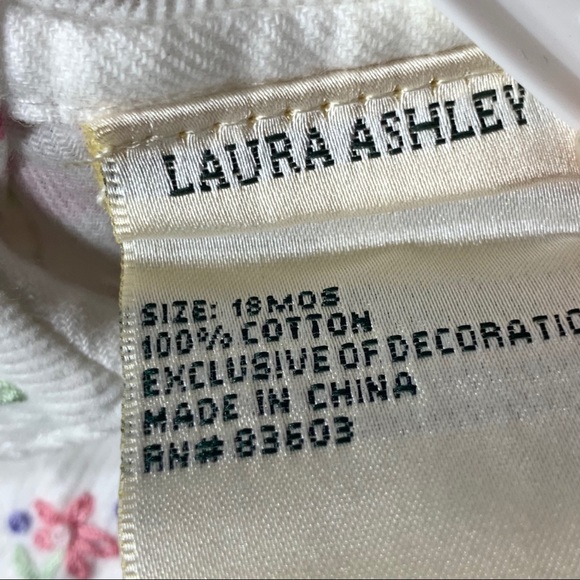 LAURA ASHLEY
SIZE: 18MOS
100% COTTON
EXCLUSIVE OF DECORATIO
MADE IN CHINA
RN# 83603